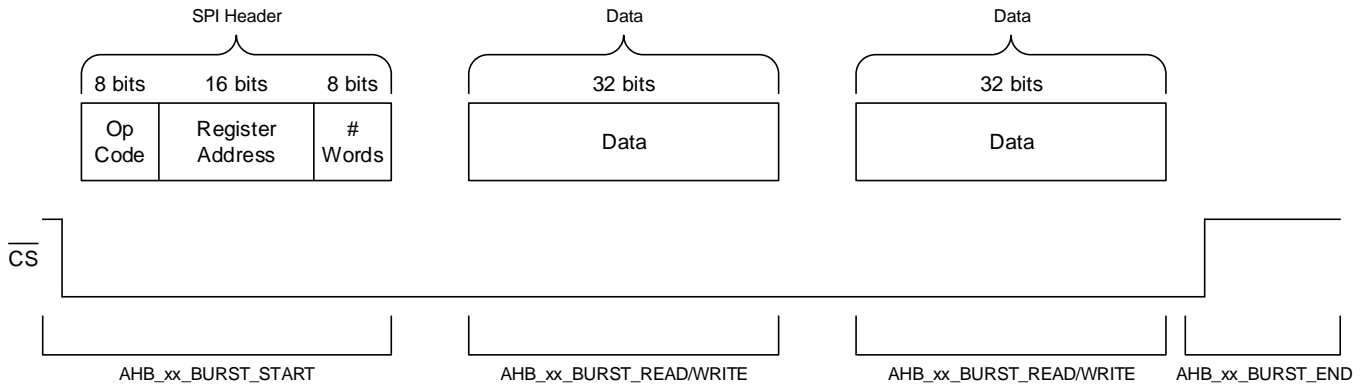 SPI Header
Data
Data
8 bits
16 bits
8 bits
32 bits
32 bits
Op
Code
Register
Address
#
Words
Data
Data
CS
AHB_xx_BURST_START
AHB_xx_BURST_READ/WRITE
AHB_xx_BURST_READ/WRITE
AHB_xx_BURST_END